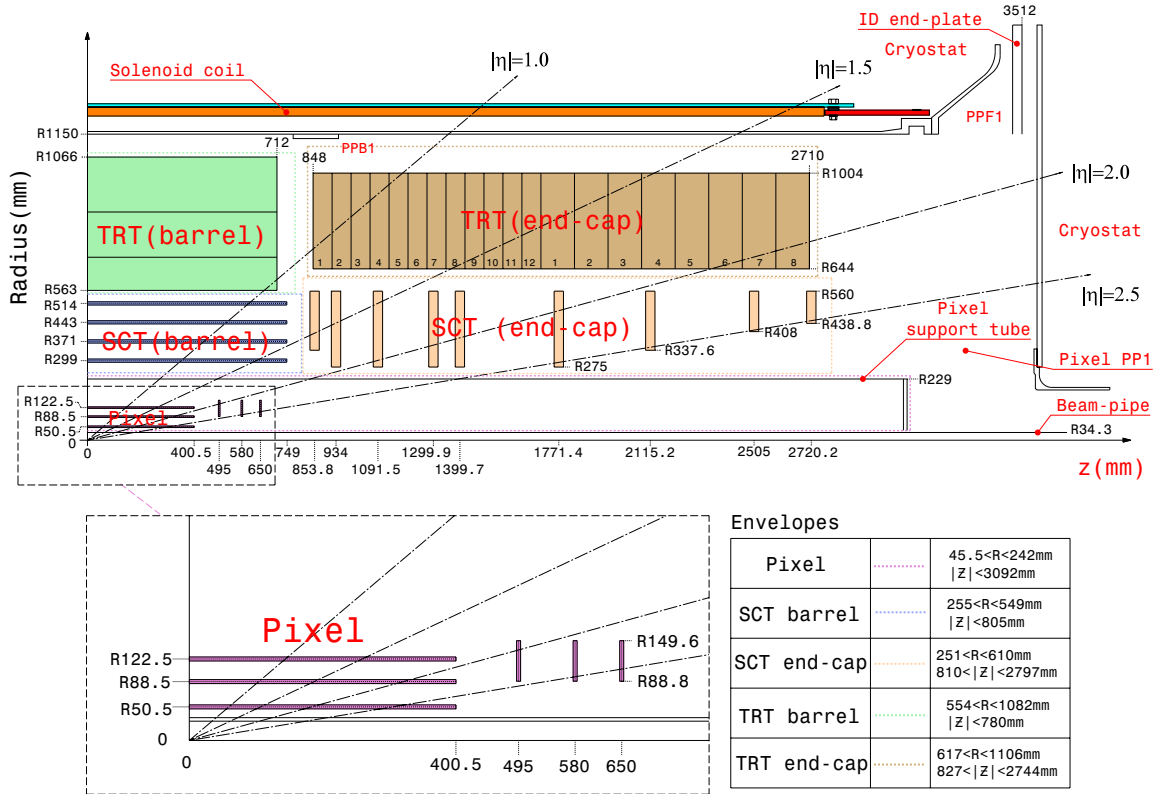 3512
ID end-plate
Cryostat
|η|=1.0
|η|=1.5
Solenoid coil
PPF1
R1150
712
PPB1
R1066
848
2710
R1004
|η|=2.0
Radius(mm)
TRT(barrel)
TRT(end-cap)
Cryostat
1 2 3 4 5 6 7 8 9 10 11 12 1 2 3 4 5 6 7 8
R644
R563
R560
|η|=2.5
R514
R443
SCT (end-cap)
R438.8
Pixel
support tube
R408
R371
SCT(barrel)
R337.6
R299
R275
Pixel PP1
R229
R122.5
R88.5
Pixel
Beam-pipe
R50.5
R34.3
0
0
400.5
749
934
1299.9
1771.4
2115.2
2505
2720.2
495
580
650
853.8
1091.5
1399.7
z(mm)
Envelopes
Pixel
45.5<R<242mm
|Z|<3092mm
SCT barrel
255<R<549mm
|Z|<805mm
SCT end-cap
251<R<610mm
810<|Z|<2797mm
TRT barrel
554<R<1082mm
|Z|<780mm
TRT end-cap
617<R<1106mm
827<|Z|<2744mm
Pixel
R149.6
R122.5
R88.5
R88.8
R50.5
0
0
400.5
495
580
650